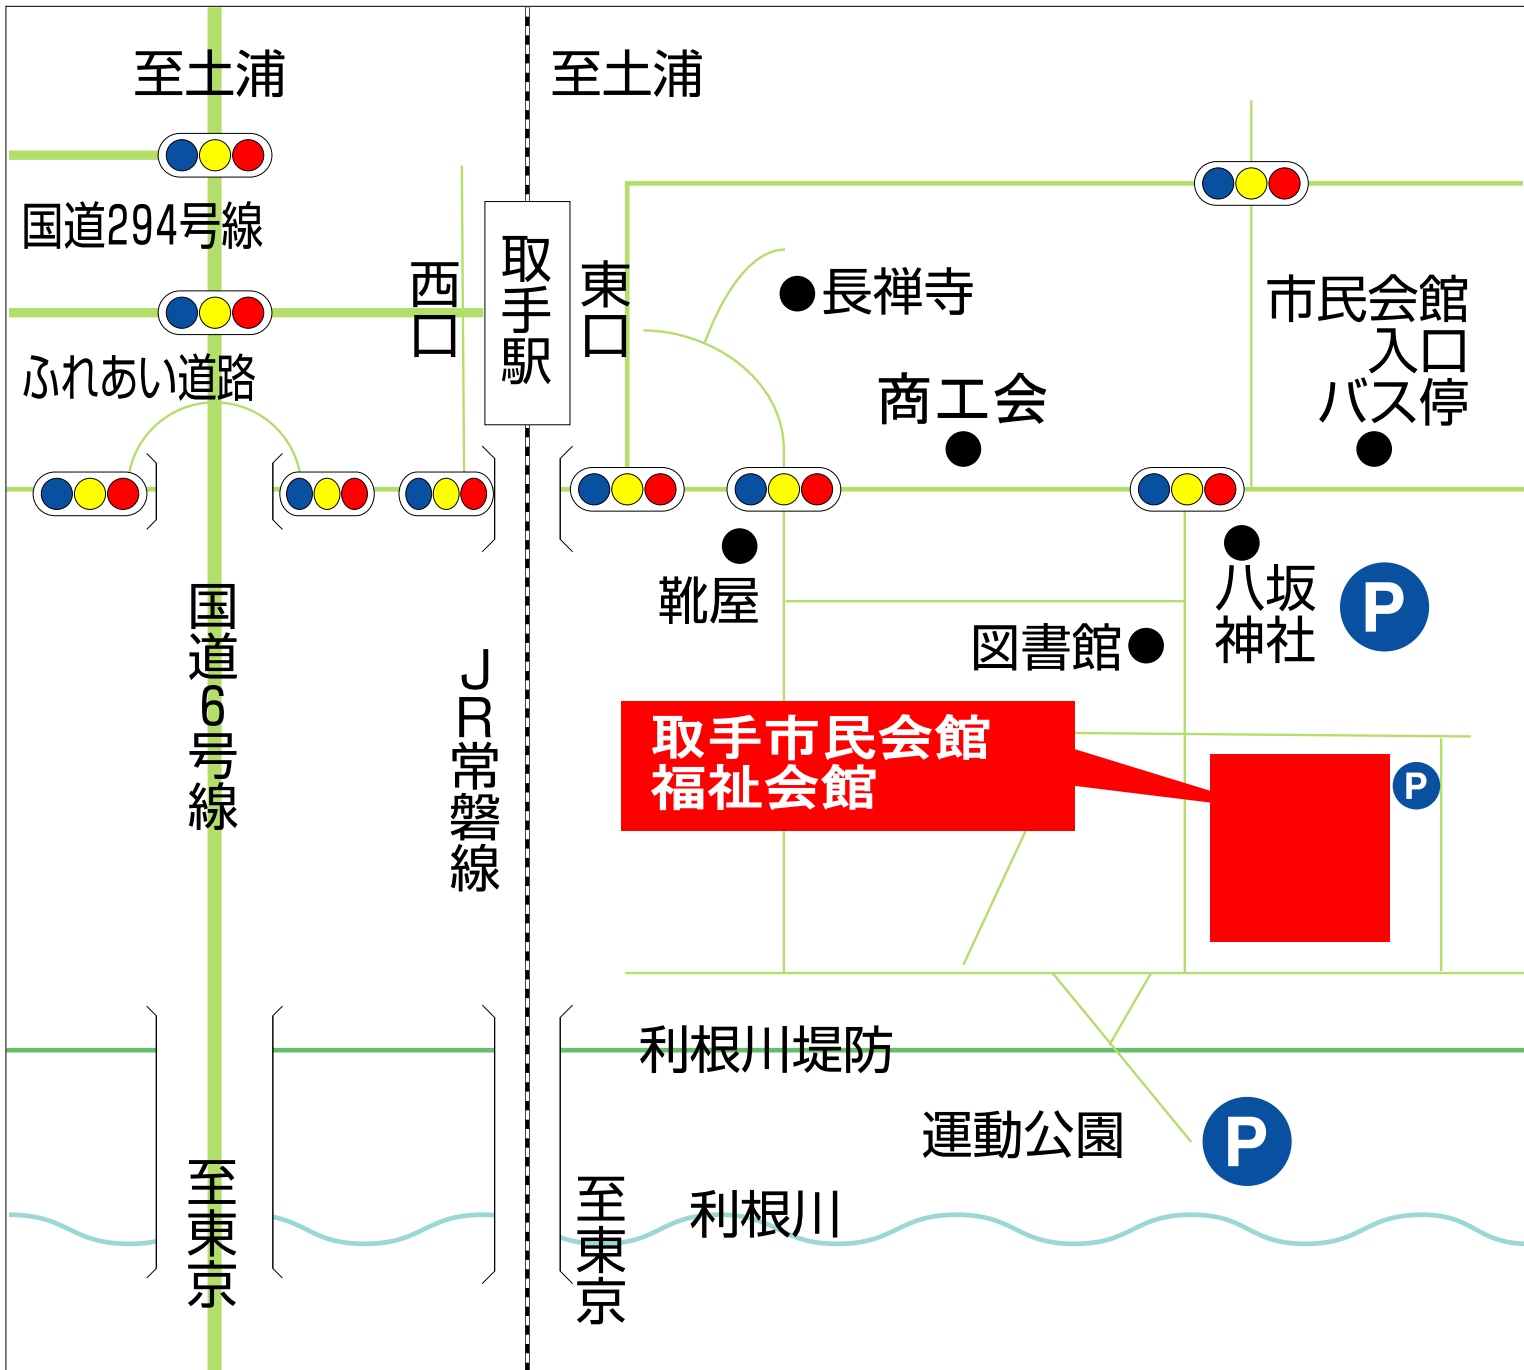 至土浦
至土浦
国道294号線
ふれあい道路
西口
取手駅
東口
長禅寺
商工会
市民会館
入口
バス停
靴屋
八坂
神社
P
図書館
国道6号線
JR常磐線
取手市民会館
福祉会館
P
利根川堤防
運動公園
P
利根川
至東京
至東京